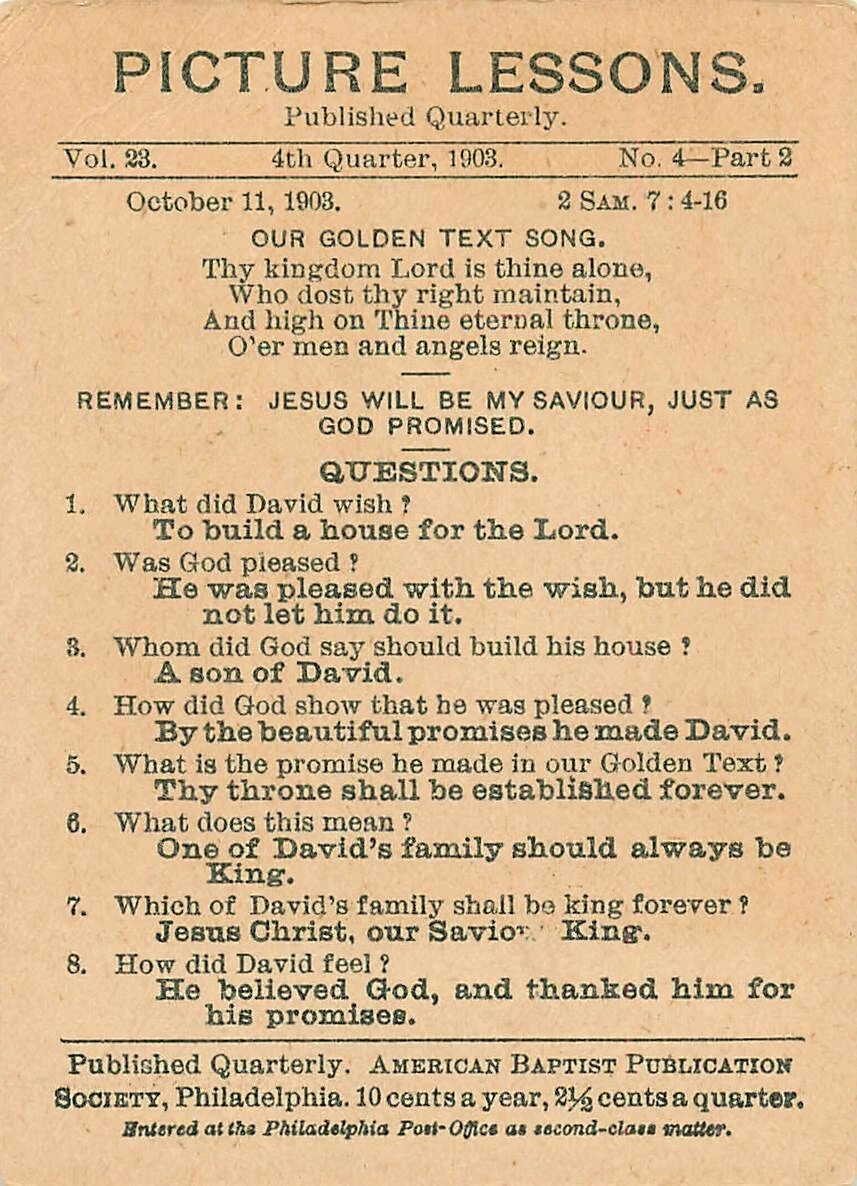 PICTURE LESSONS.
Published Quarterly.
Vol. 23. 4th Quarter, 1903. No. 4—Part 2
October 11, 1903. 2 SAM. 7 : 4-16
OUR GOLDEN TEXT SONG.
Thy kingdom Lord is thine alone,
Who dost thy right maintain,
And high on Thine eternal throne,
O'er men and angels reign.
REMEMBER: JESUS WILL BE MY SAVIOUR, JUST AS
GOD PROMISED.
QUESTIONS.
1. What did David wish ?
To build a house for the Lord.
2. Was God pleased ?
He was pleased with the wish, but he did
not let him do it.
3. Whom did God say should build his house ?
A son of David.
4. How did God show that he was pleased ?
By the beautiful promises he made David.
5. What is the promise he made in our Golden Text ?
Thy throne shall be established forever.
6. What does this mean ?
One of David's family should always be
King.
7. Which of David's family shall be king forever ?
Jesus Christ, our King.
8. How did David feel ?
He believed God, and thanked him for
his promises.
Published Quarterly. AMERICAN BAPTIST PUBLICATION
SOCIETY, Philadelphia. 10 cents a year, 2½ cents a quarter.
Entered at the Philadelphia Post-Office as second-class matter.